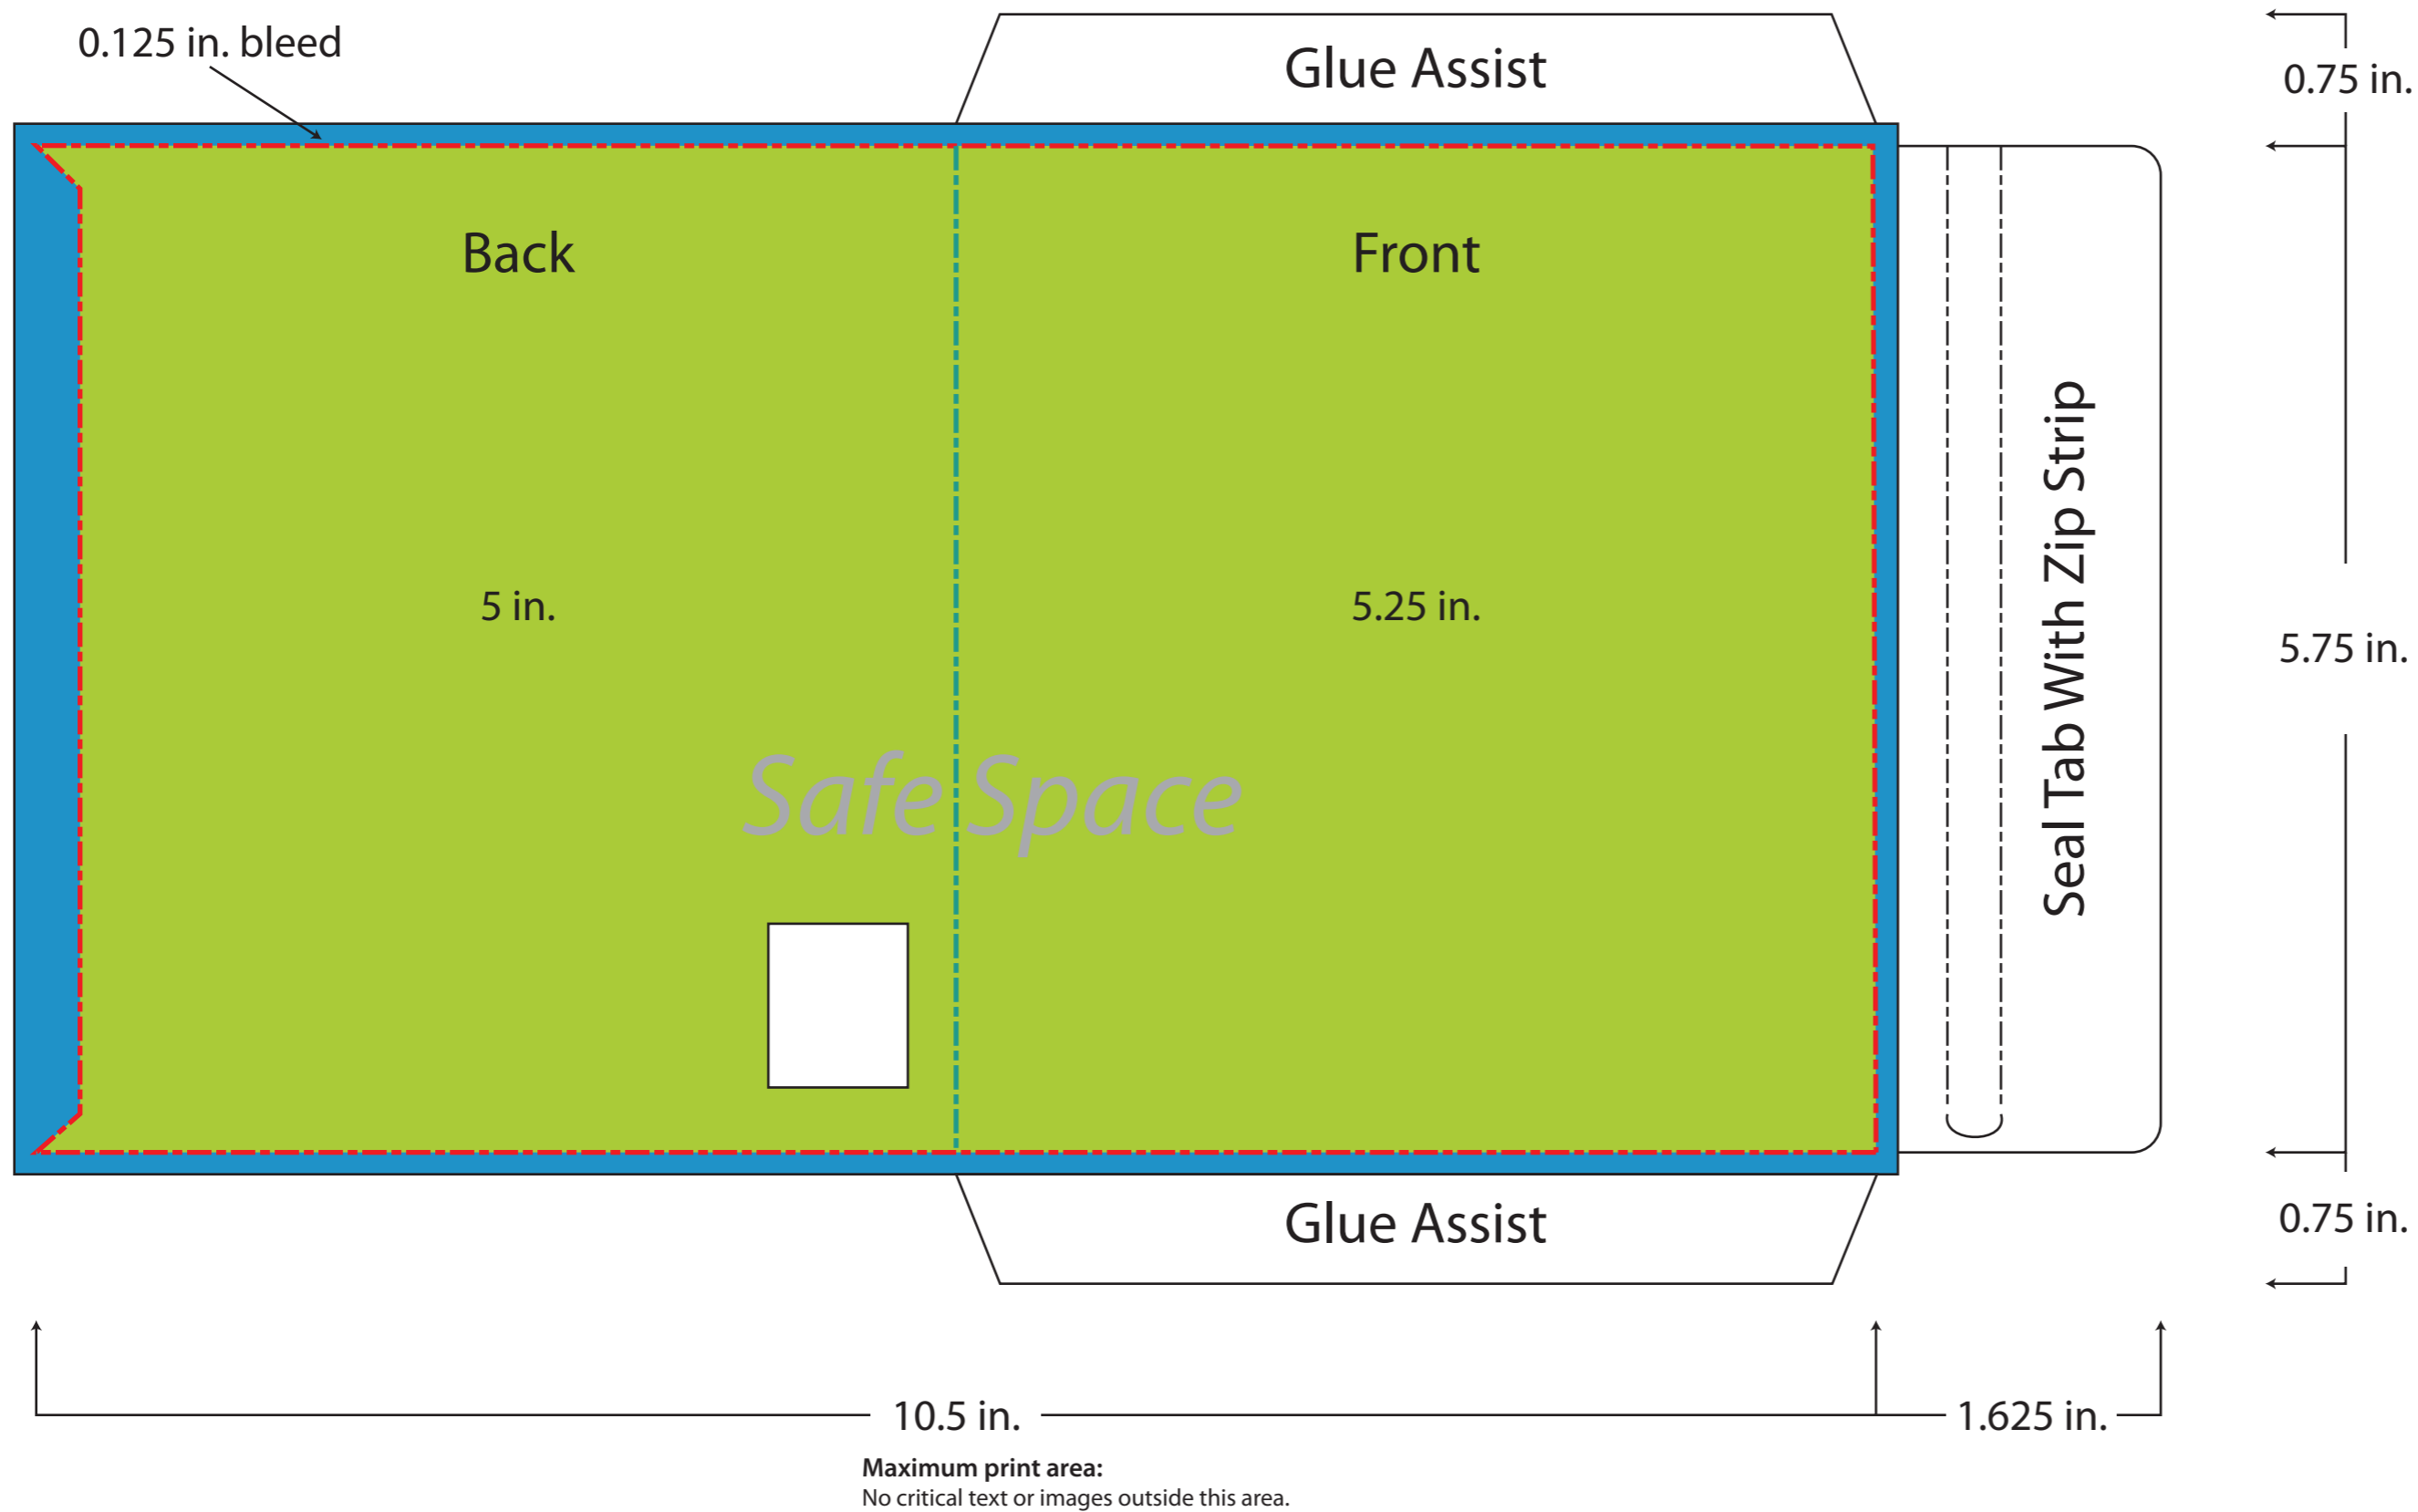 0.125 in. bleed
Glue Assist
0.75 in.
Back
Front
5 in.
5.25 in.
5.75 in.
Seal Tab With Zip Strip
Safe Space
Glue Assist
0.75 in.
10.5 in.
1.625 in.
Maximum print area:
No critical text or images outside this area.